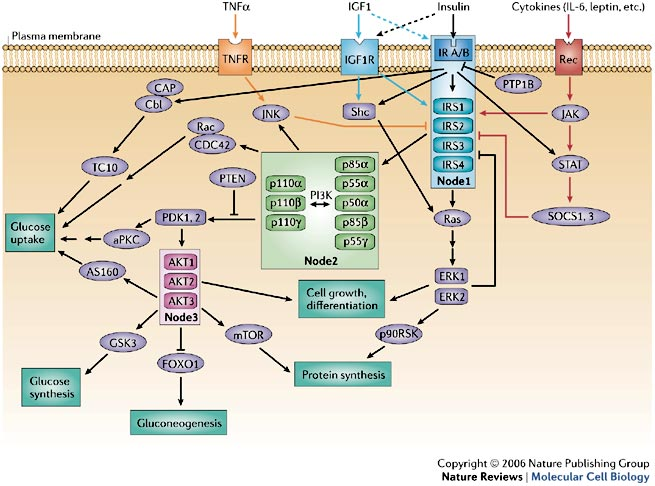 TNFα
IGF1
Insulin
Cytokines (IL-6, leptin, etc.)
Plasma membrane
TNFR
IGF1R
IR A/B
Rec
CAP
Cbl
JNK
Shc
PTP1B
IRS1
IRS2
IRS3
IRS4
Node1
JAK
STAT
SOCS1, 3
Rac
CDC42
TC10
PTEN
p110α
p110β
p110γ
PI3K
p85α
p55α
p50α
p85β
p55γ
Node2
Ras
Glucose
uptake
aPKC
PDK1, 2
AS160
AKT1
AKT2
AKT3
Node3
Cell growth,
differentiation
ERK1
ERK2
GSK3
FOXO1
mTOR
p90RSK
Glucose
synthesis
Protein synthesis
Gluconeogenesis
Copyright © 2006 Nature Publishing Group
Nature Reviews | Molecular Cell Biology